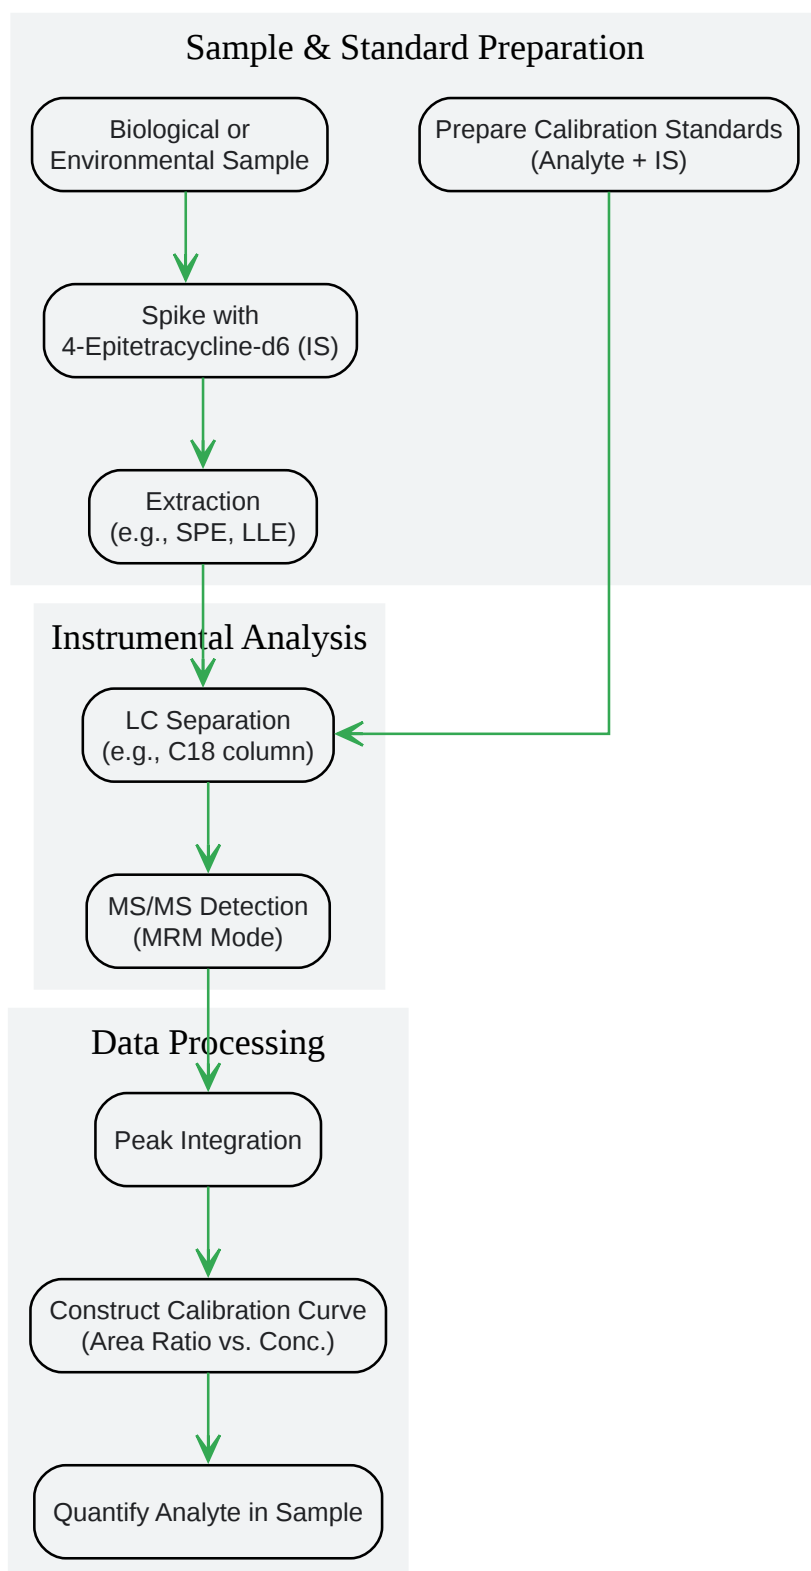 Sample & Standard Preparation
Biological or
Environmental Sample
Prepare Calibration Standards
(Analyte + IS)
Spike with
4-Epitetracycline-d6 (IS)
Extraction
(e.g., SPE, LLE)
Instrumental Analysis
LC Separation
(e.g., C18 column)
MS/MS Detection
(MRM Mode)
Data Processing
Peak Integration
Construct Calibration Curve
(Area Ratio vs. Conc.)
Quantify Analyte in Sample